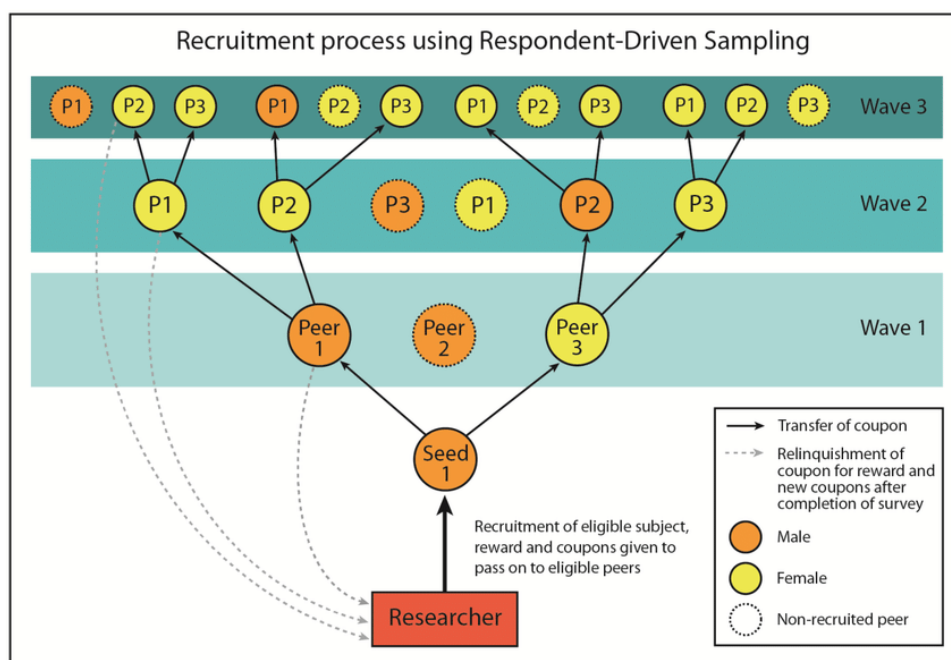 Recruitment process using Respondent-Driven Sampling
P1 P2 P3 P1 P2 P3 P1 P2 P3 P1 P2 P3 Wave 3
P1 P2 P3 P1 P2 P3 Wave 2
Peer Peer Peer Wave 1
1 2 3
Seed
1
Recruitment of eligible subject,
reward and coupons given to
pass on to eligible peers
Researcher
Transfer of coupon
Relinquishment of
coupon for reward and
new coupons after
completion of survey
Male
Female
Non-recruited peer